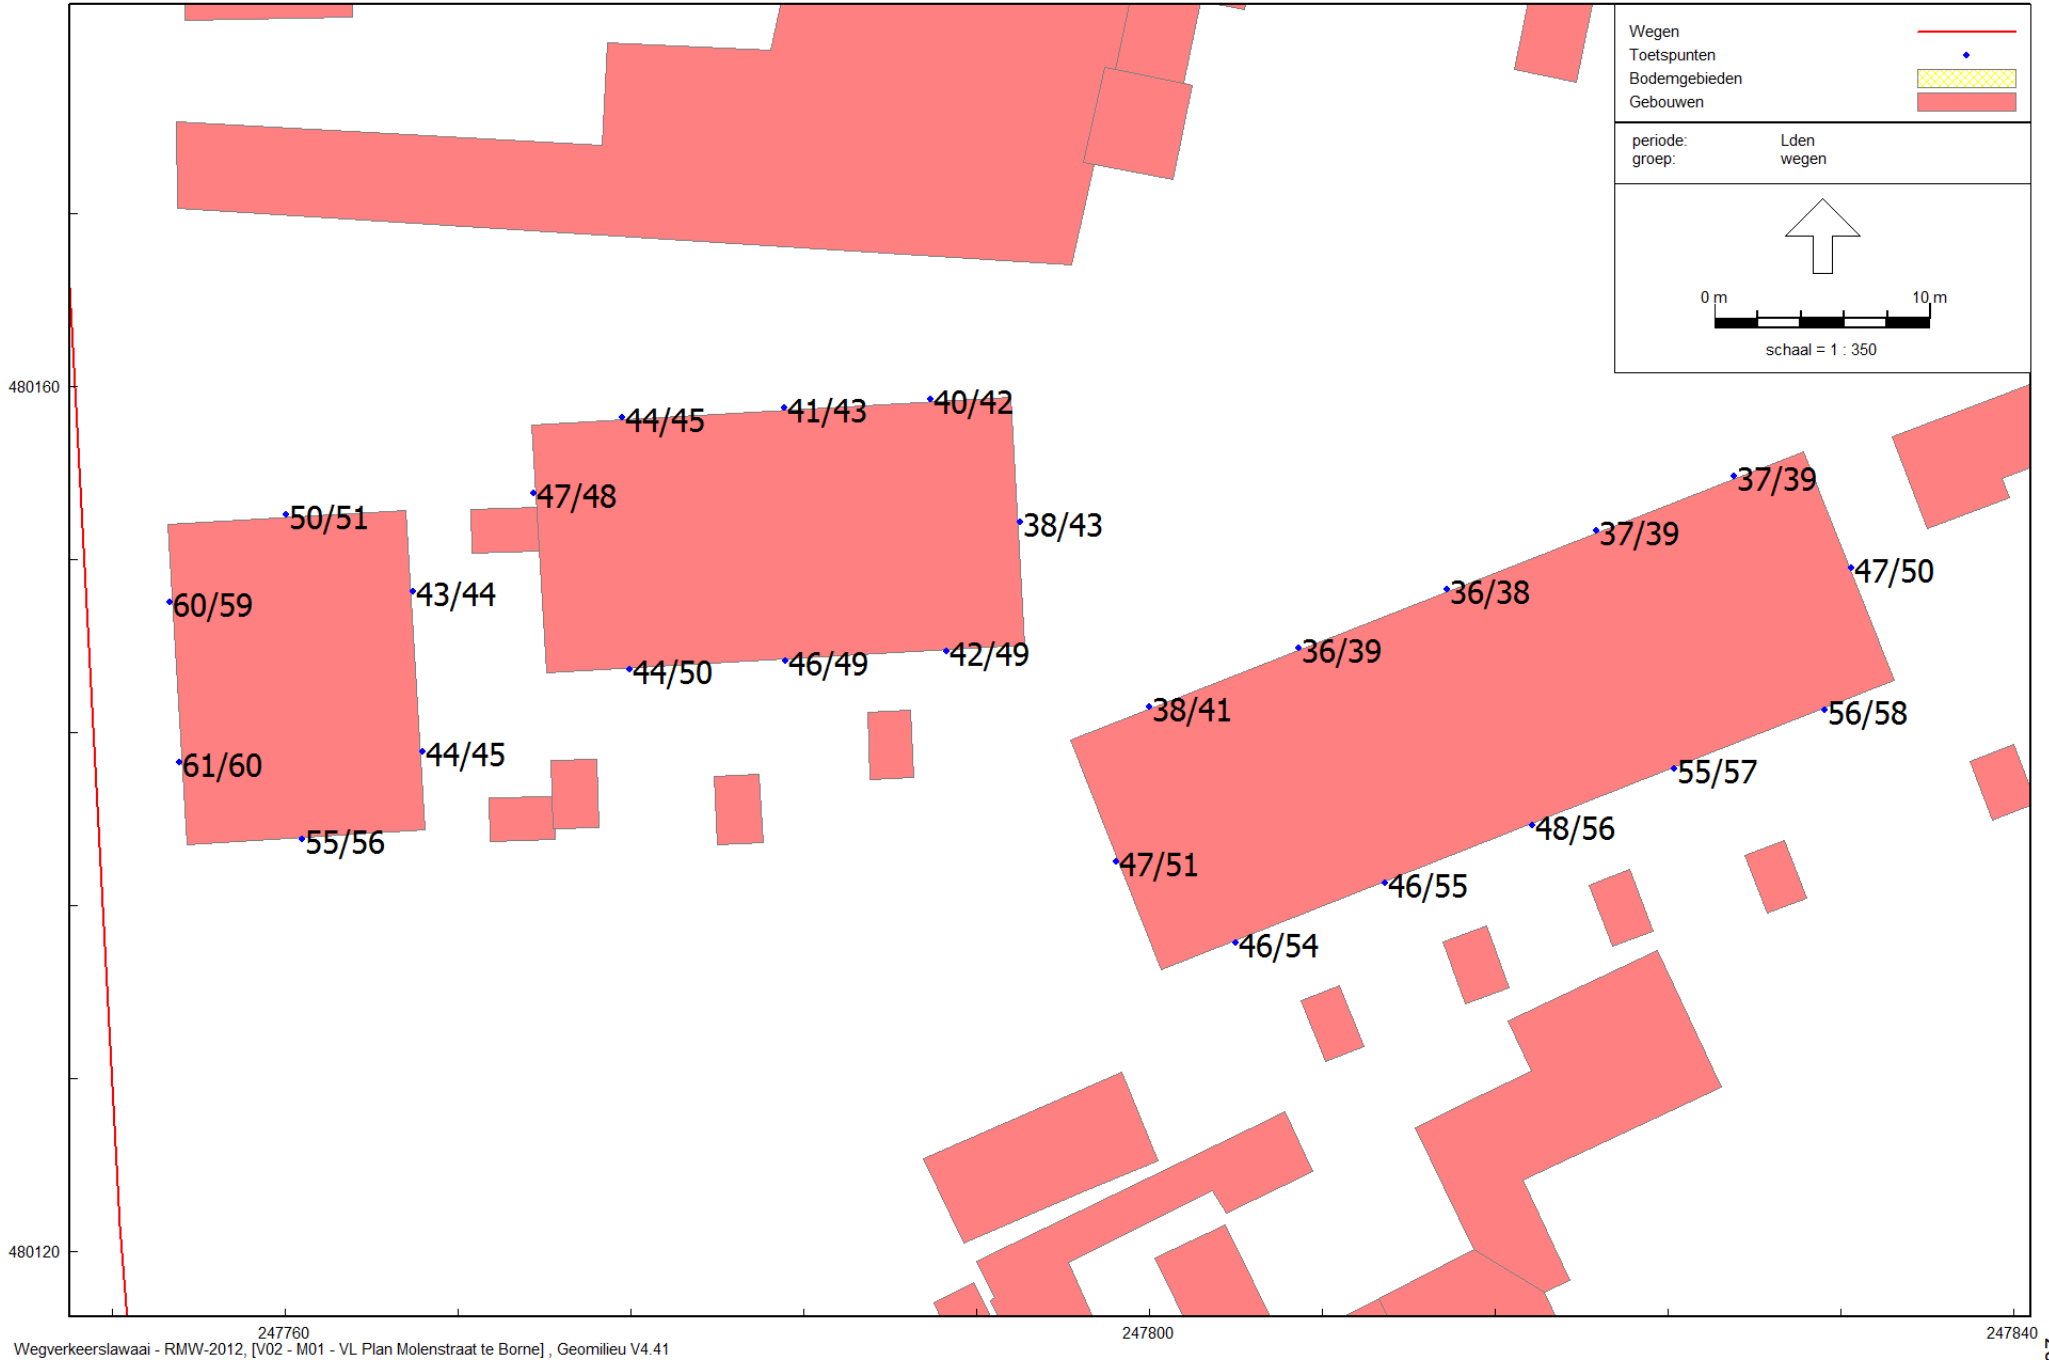 Wegen
Toetspunten
Bodemgebieden
Gebouwen
periode: Lden
groep: wegen
0 m 10 m
schaal = 1 : 350
480160
40/42
41/43
44/45
37/39
47/48
50/51
38/43
37/39
47/50
43/44
36/38
60/59
36/39
42/49
46/49
44/50
38/41
56/58
44/45
61/60
55/57
48/56
55/56
47/51
46/55
46/54
480120
247760 247800 247840
Wegverkeerslawaai - RMW-2012, [V02 - M01 - VL Plan Molenstraat te Borne] , Geomilieu V4.41